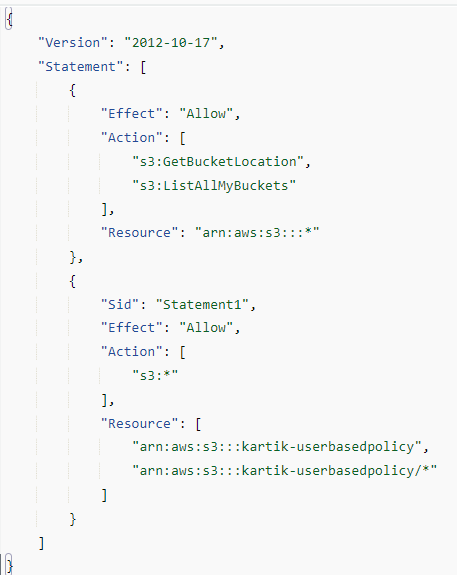 {
"Version": "2012-10-17",
"Statement": [
{
"Effect": "Allow",
"Action": [
"s3:GetBucketLocation",
"s3:ListAllMyBuckets"
],
"Resource": "arn:aws:s3:::*"
},
{
"Sid": "Statement1",
"Effect": "Allow",
"Action": [
"s3:*"
],
"Resource": [
"arn:aws:s3:::kartik-userbasedpolicy",
"arn:aws:s3:::kartik-userbasedpolicy/*"
]
}
]
}